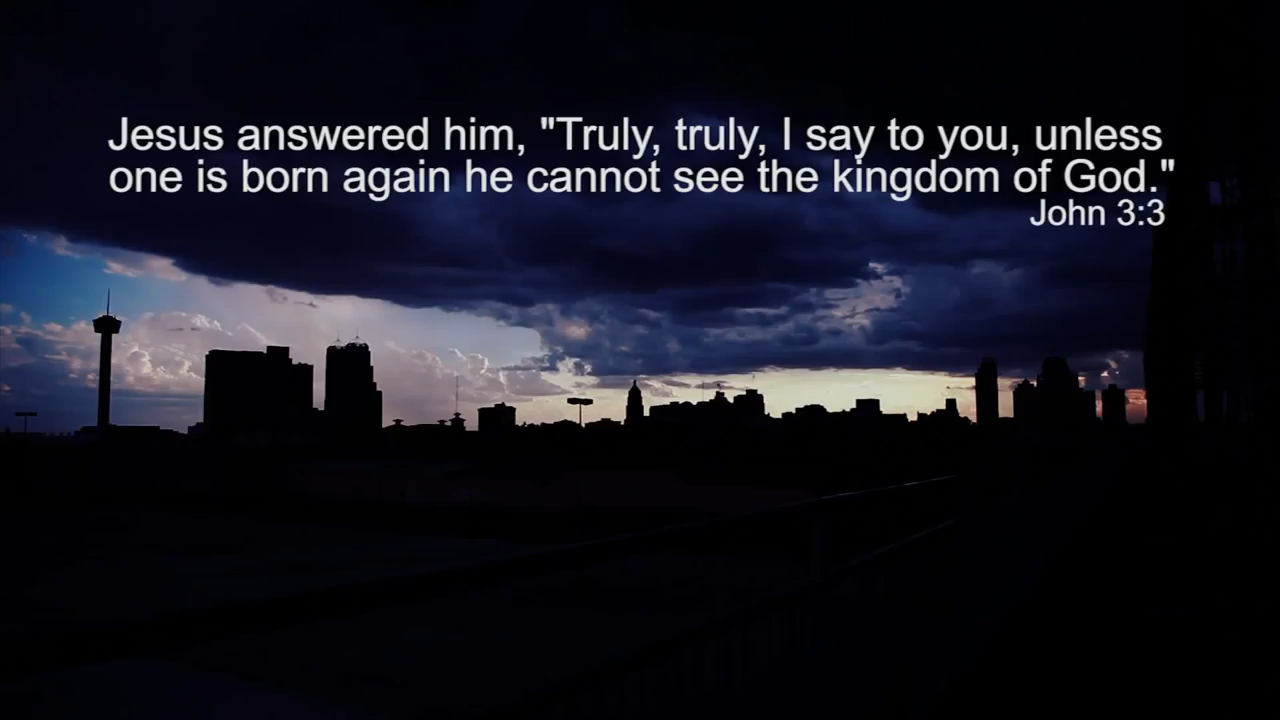 Jesus answered him, "Truly, truly, I say to you, unless
one is born again he cannot see the kingdom of God."
John 3:3